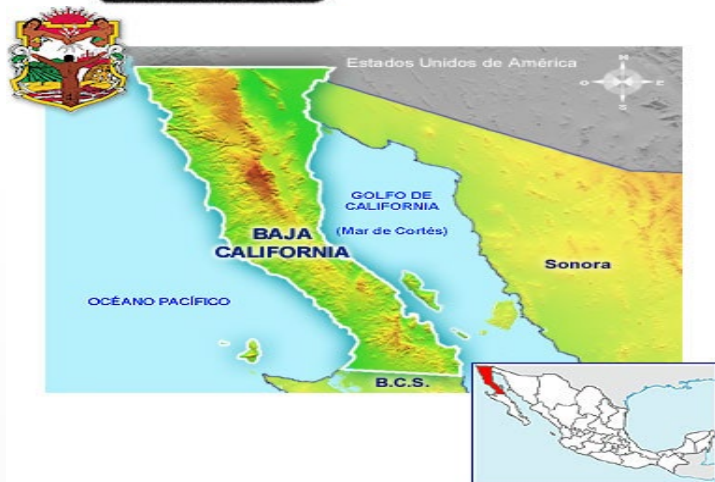 Estados Unidos de América
N
O
E
S
GOLFO DE
CALIFORNIA
(Mar de Cortés)
BAJA
CALIFORNIA
Sonora
OCÉANO PACÍFICO
B.C.S.